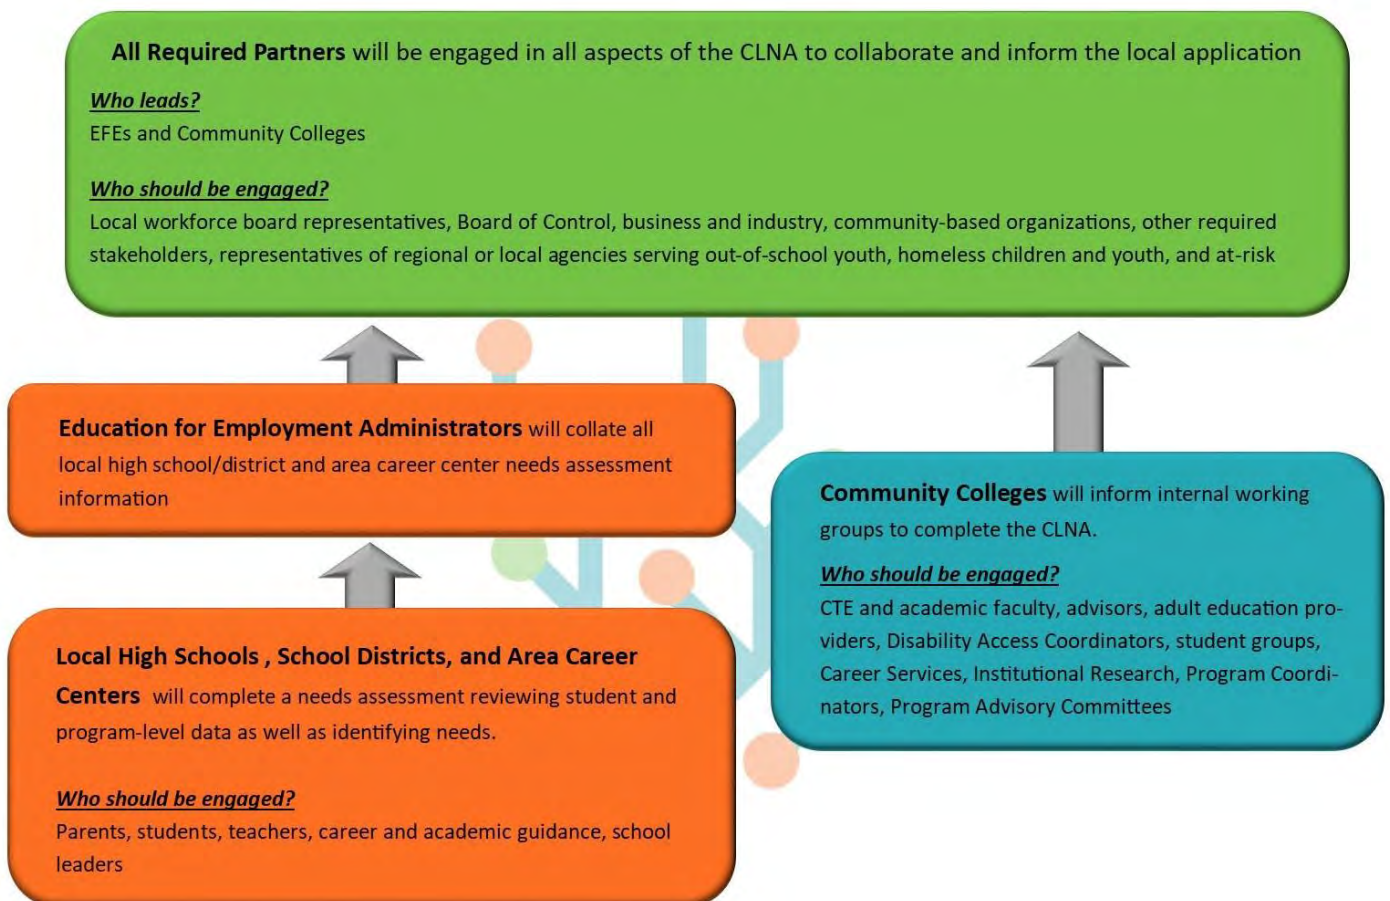 All Required Partners will be engaged in all aspects of the CLNA to collaborate and inform the local application
Who leads?
EFEs and Community Colleges
Who should be engaged?
Local workforce board representatives, Board of Control, business and industry, community-based organizations, other required
stakeholders, representatives of regional or local agencies serving out-of-school youth, homeless children and youth, and at-risk
Education for Employment Administrators will collate all
local high school/district and area career center needs assessment
information
Local High Schools , School Districts, and Area Career
Centers will complete a needs assessment reviewing student and
program-level data as well as identifying needs.
Who should be engaged?
Parents, students, teachers, career and academic guidance, school
leaders
Community Colleges will inform internal working
groups to complete the CLNA.
Who should be engaged?
CTE and academic faculty, advisors, adult education pro-
viders, Disability Access Coordinators, student groups,
Career Services, Institutional Research, Program Coordi-
nators, Program Advisory Committees